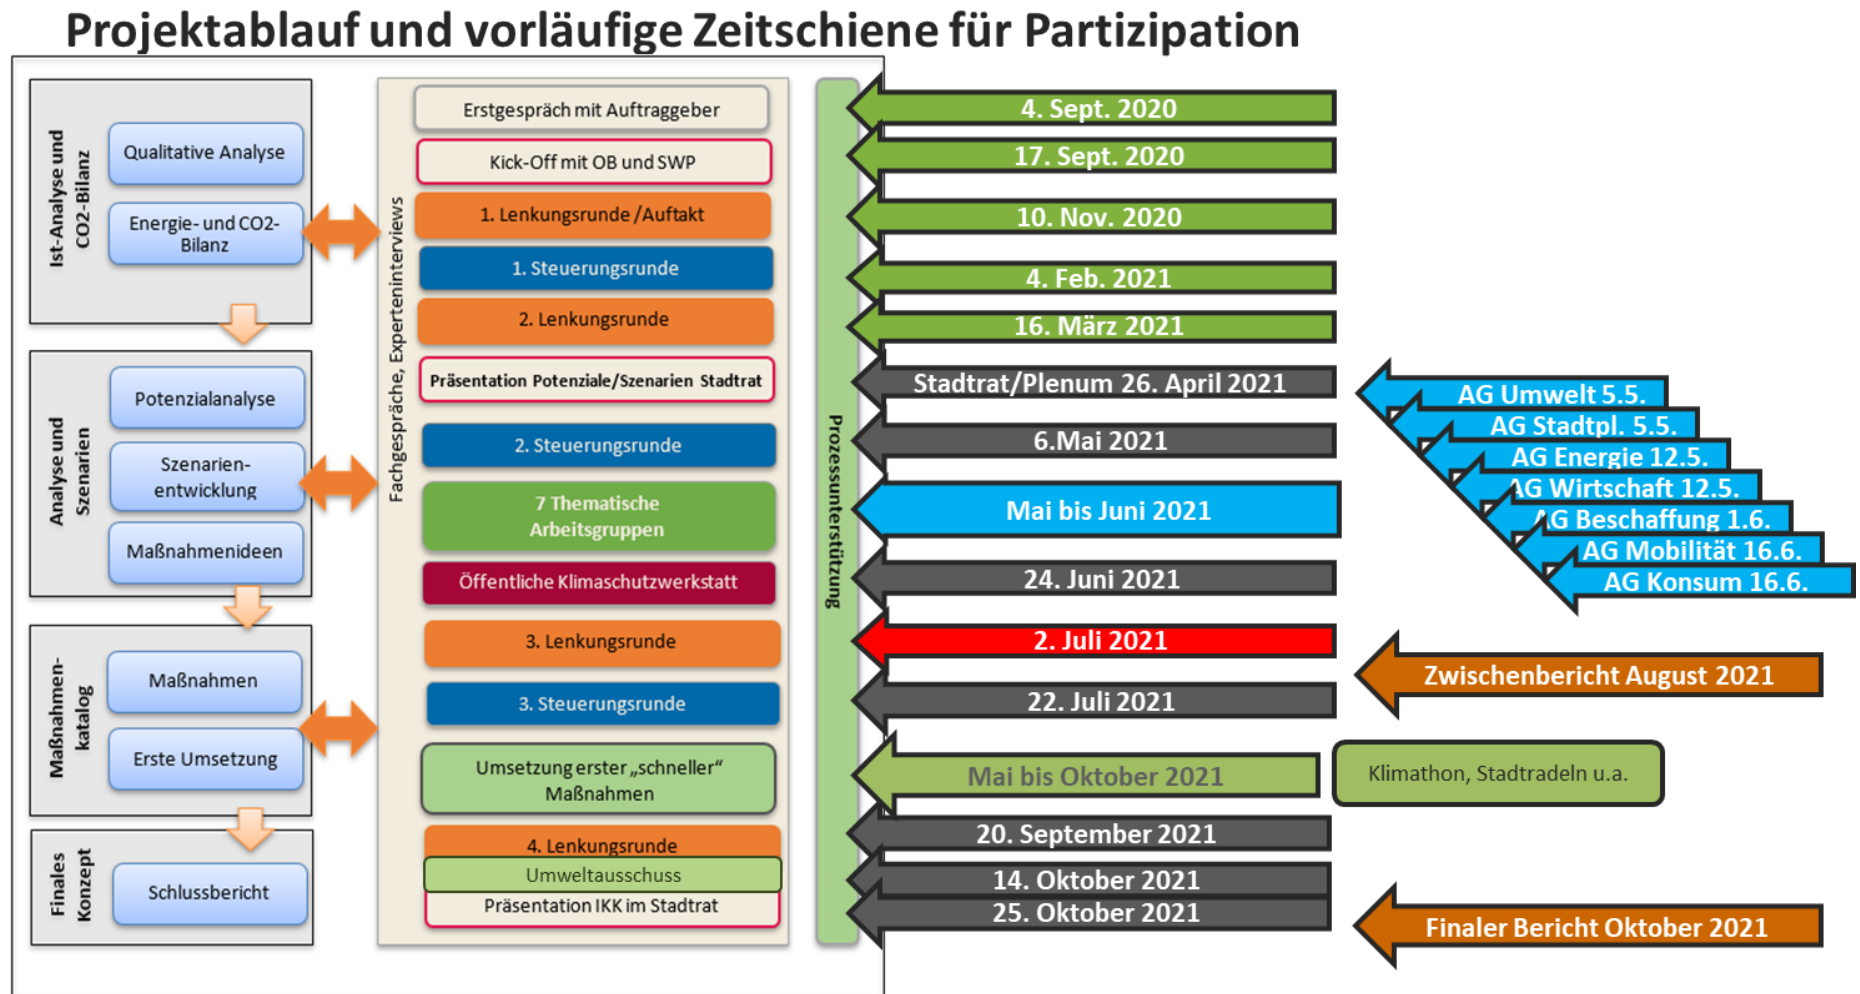 Projektablauf und vorläufige Zeitschiene für Partizipation
Ist-Analyse und
CO2-Bilanz
Qualitative Analyse
Energie- und CO2-
Bilanz
Analyse und
Szenarien
Potenzialanalyse
Szenarien-
entwicklung
Maßnahmenideen
Maßnahmen-
katalog
Maßnahmen
Erste Umsetzung
Finales
Konzept
Schlussbericht
Fachgespräche, Experteninterviews
Erstgespräch mit Auftraggeber
Kick-Off mit OB und SWP
1. Lenkungsrunde /Auftakt
1. Steuerungsrunde
2. Lenkungsrunde
Präsentation Potenziale/Szenarien Stadtrat
2. Steuerungsrunde
7 Thematische
Arbeitsgruppen
Öffentliche Klimaschutzwerkstatt
3. Lenkungsrunde
3. Steuerungsrunde
Umsetzung erster „schneller“
Maßnahmen
4. Lenkungsrunde
Umweltausschuss
Präsentation IKK im Stadtrat
Prozessunterstützung
4. Sept. 2020
17. Sept. 2020
10. Nov. 2020
4. Feb. 2021
16. März 2021
Stadtrat/Plenum 26. April 2021
6.Mai 2021
Mai bis Juni 2021
24. Juni 2021
2. Juli 2021
22. Juli 2021
Mai bis Oktober 2021
20. September 2021
14. Oktober 2021
25. Oktober 2021
AG Umwelt 5.5.
AG Stadtpl. 5.5.
AG Energie 12.5.
AG Wirtschaft 12.5.
AG Beschaffung 1.6.
AG Mobilität 16.6.
AG Konsum 16.6.
Zwischenbericht August 2021
Klimathon, Stadtradeln u.a.
Finaler Bericht Oktober 2021